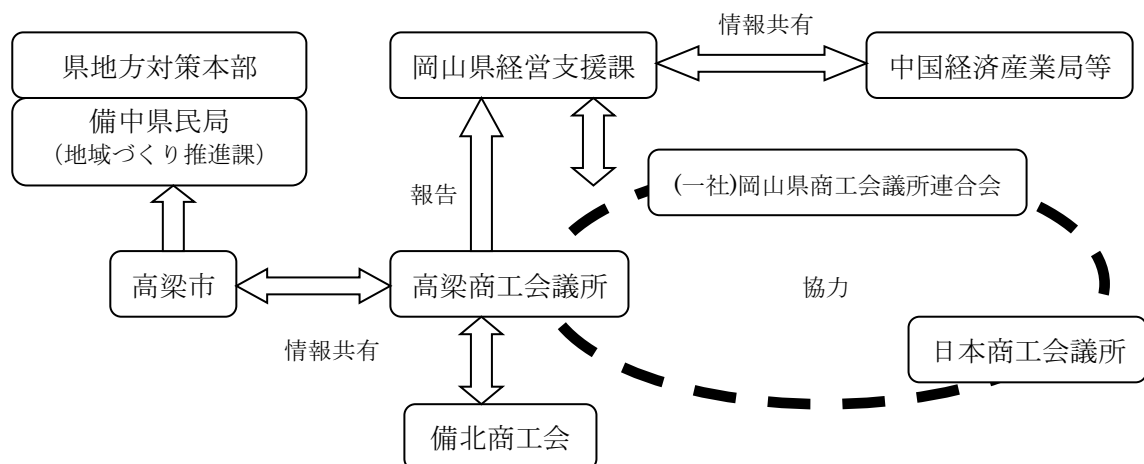 情報共有
県地方対策本部
岡山県経営支援課
中国経済産業局等
備中県民局
（地域づくり推進課）
(一社)岡山県商工会議所連合会
報告
高梁市
高梁商工会議所
協力
情報共有
日本商工会議所
備北商工会